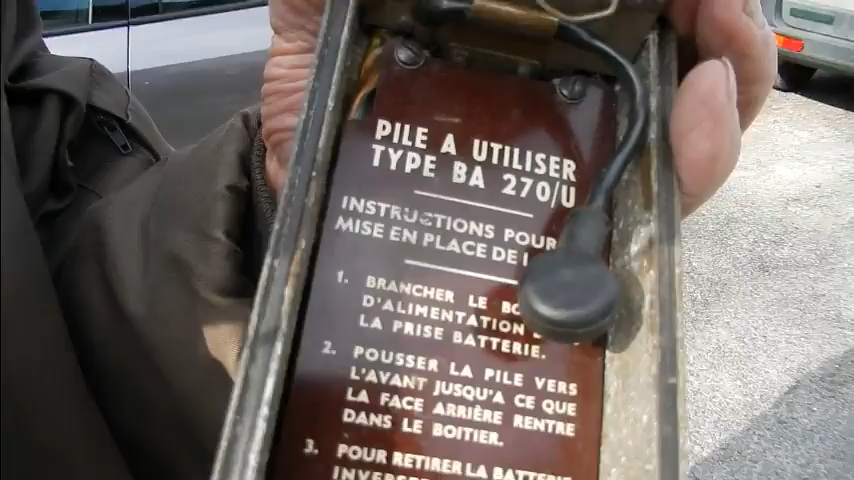 PILE A UTILISER
TYPE BA 270/U
INSTRUCTIONS POUR
MISE EN PLACE DE
1. BRANCHER LE
D'ALIMENTATION
LA PRISE BATTERIE.
2. POUSSER LA PILE VERS
L'AVANT JUSQU'A CE QUE
LA FACE ARRIÈRE RENTRE
DANS LE BOITIER.
3. POUR RETIRER LA BATTERIE